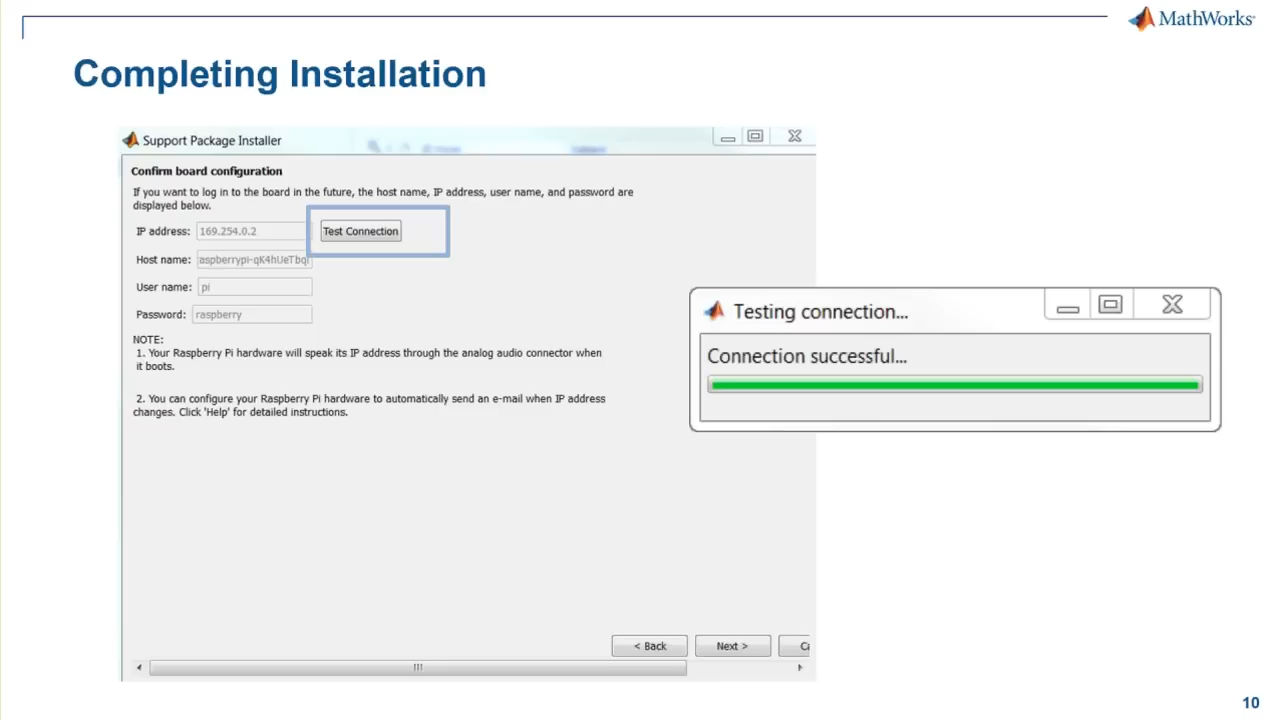 MathWorks
Completing Installation
Support Package Installer
Confirm board configuration
If you want to log in to the board in the future, the host name, IP address, user name, and password are
displayed below.
IP address: 169.254.0.2 Test Connection
Host name: aspberrypi-qK4hUeTbqI
User name: pi
Password: raspberry
NOTE:
1. Your Raspberry Pi hardware will speak its IP address through the analog audio connector when
it boots.
2. You can configure your Raspberry Pi hardware to automatically send an e-mail when IP address
changes. Click 'Help' for detailed instructions.
< Back Next > Ca
Testing connection...
Connection successful...
10